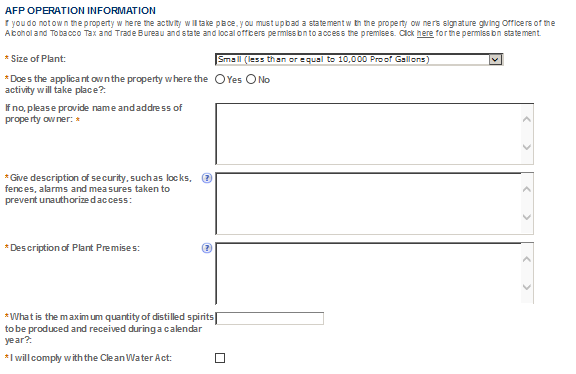 AFP OPERATION INFORMATION
If you do not own the property where the activity will take place, you must upload a statement with the property owner's signature giving Officers of the
Alcohol and Tobacco Tax and Trade Bureau and state and local officers permission to access the premises. Click here for the permission statement.
* Size of Plant: Small (less than or equal to 10,000 Proof Gallons)
* Does the applicant own the property where the Yes No
activity will take place?:
If no, please provide name and address of
property owner: *
* Give description of security, such as locks, ?
fences, alarms and measures taken to
prevent unauthorized access:
* Description of Plant Premises: ?
* What is the maximum quantity of distilled spirits
to be produced and received during a calendar
year?:
* I will comply with the Clean Water Act: